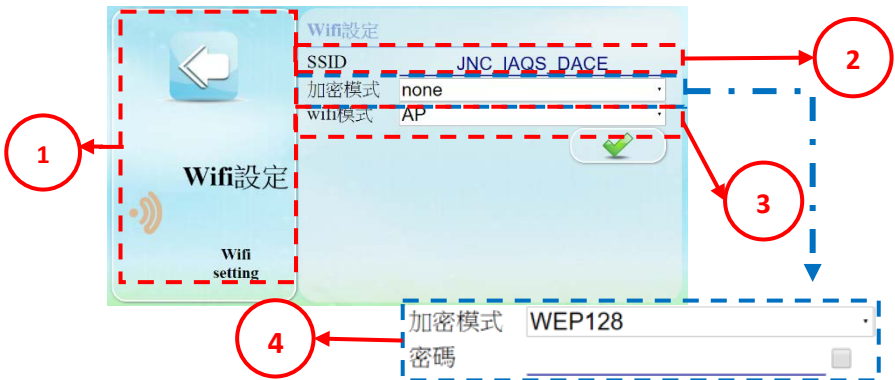 Wifi設定
SSID JNC_IAQS_DACE
加密模式 none
wifi模式 AP
Wifi設定
Wifi
setting
1
2
3
4
加密模式 WEP128
密碼